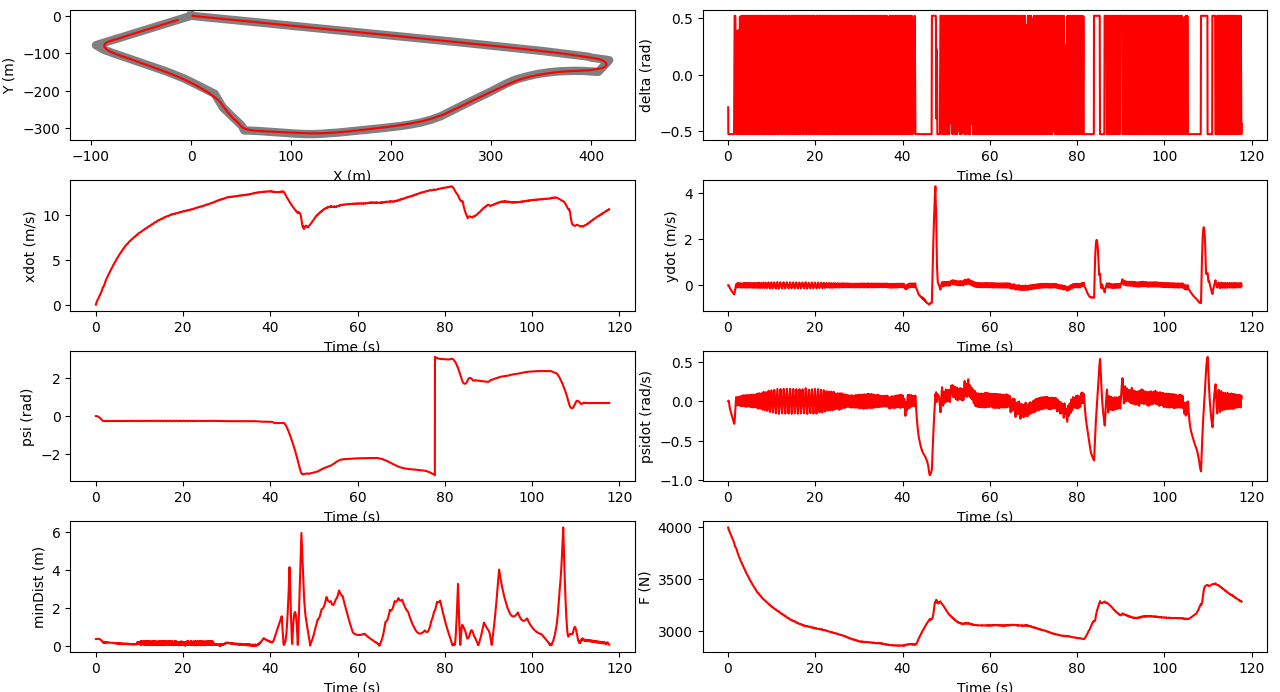 Y (m)
0
−100
−200
−300
−100 0 100 200 300 400
X (m)
delta (rad)
0.5
0.0
−0.5
0 20 40 60 80 100 120
Time (s)
xdot (m/s)
10
5
0
0 20 40 60 80 100 120
Time (s)
ydot (m/s)
4
2
0
0 20 40 60 80 100 120
Time (s)
psi (rad)
2
0
−2
0 20 40 60 80 100 120
Time (s)
psidot (rad/s)
0.5
0.0
−0.5
−1.0
0 20 40 60 80 100 120
Time (s)
minDist (m)
6
4
2
0
0 20 40 60 80 100 120
Time (s)
F (N)
4000
3500
3000
0 20 40 60 80 100 120
Time (s)